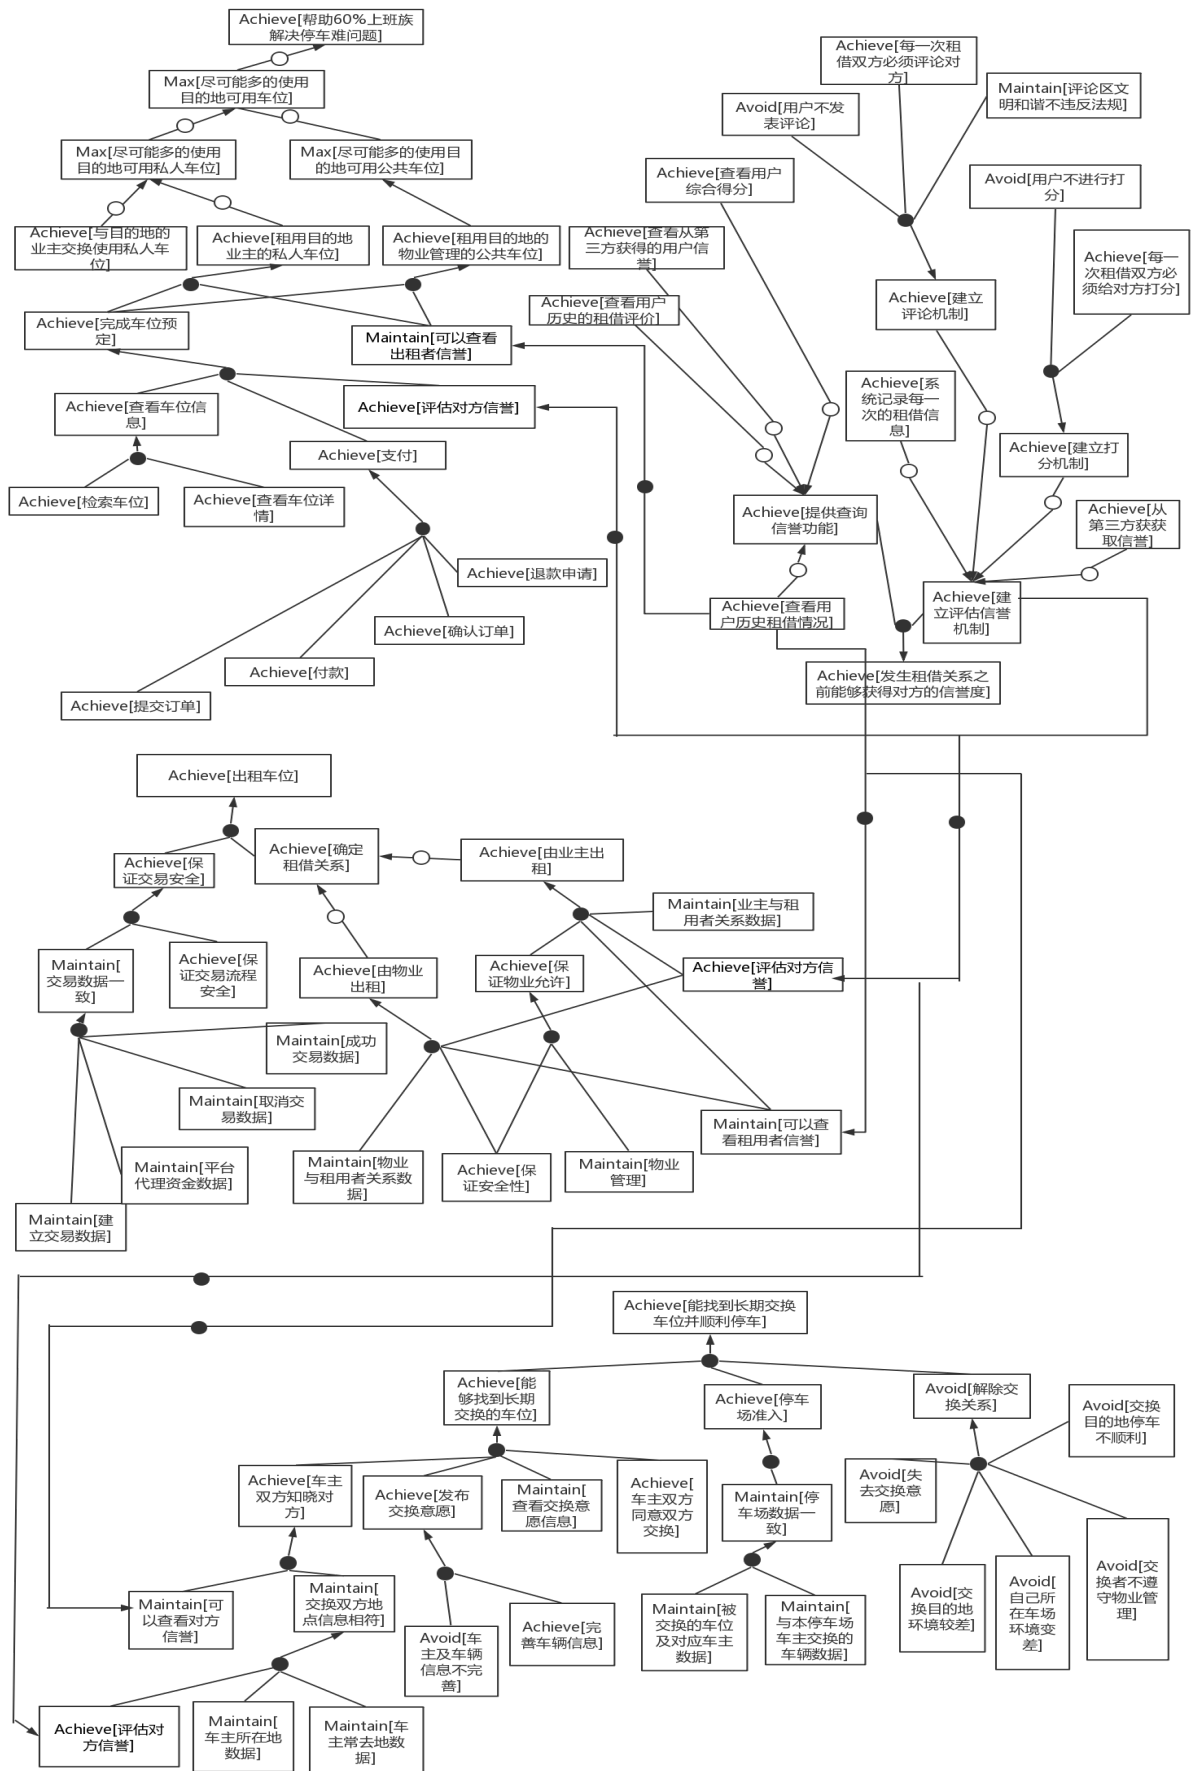 Achieve[帮助60%上班族
解决停车难问题]
Max[尽可能多的使用
目的地可用车位]
Max[尽可能多的使用
目的地可用私人车位]
Max[尽可能多的使用目
的地可用公共车位]
Achieve[与目的地的
业主交换使用私人车
位]
Achieve[租用目的地
业主的私人车位]
Achieve[租用目的地的
物业管理的公共车位]
Achieve[完成车位预
定]
Maintain[可以查看
出租者信誉]
Achieve[查看车位信
息]
Achieve[评估对方信誉]
Achieve[支付]
Achieve[检索车位]
Achieve[查看车位详
情]
Achieve[退款申请]
Achieve[确认订单]
Achieve[付款]
Achieve[提交订单]
Achieve[每一次租
借双方必须评论对
方]
Maintain[评论区文
明和谐不违反法规]
Avoid[用户不发
表评论]
Achieve[查看用户
综合得分]
Avoid[用户不进行打
分]
Achieve[查看从第
三方获得的用户信
誉]
Achieve[每一
次租借双方必
须给对方打分]
Achieve[查看用户
历史的租借评价]
Achieve[建立
评论机制]
Achieve[系
统记录每一
次的租借信
息]
Achieve[建立打
分机制]
Achieve[提供查询
信誉功能]
Achieve[从
第三方获获
取信誉]
Achieve[查看用
户历史租借情况]
Achieve[建
立评估信誉
机制]
Achieve[发生租借关系之
前能够获得对方的信誉度]
Achieve[出租车位]
Achieve[保
证交易安全]
Achieve[确定
租借关系]
Achieve[由业主出
租]
Maintain[业主与租
用者关系数据]
Maintain[
交易数据一
致]
Achieve[保
证交易流程
安全]
Achieve[由物业
出租]
Achieve[保
证物业允许]
Achieve[评估对方信
誉]
Maintain[成功
交易数据]
Maintain[取消交
易数据]
Maintain[平台
代理资金数据]
Maintain[建
立交易数据]
Maintain[物业
与租用者关系数
据]
Achieve[保
证安全性]
Maintain[物业
管理]
Maintain[可以查
看租用者信誉]
Achieve[能找到长期交换
车位并顺利停车]
Achieve[能
够找到长期
交换的车位]
Achieve[停车
场准入]
Avoid[解除交
换关系]
Avoid[交换
目的地停车
不顺利]
Achieve[车主
双方知晓对
方]
Achieve[发布
交换意愿]
Maintain[
查看交换意
愿信息]
Achieve[
车主双方
同意双方
交换]
Maintain[停
车场数据一
致]
Avoid[失
去交换意
愿]
Avoid[交
换目的地
环境较差]
Avoid[
自己所
在车场
环境变
差]
Avoid[交
换者不遵
守物业管
理]
Maintain[可
以查看对方
信誉]
Maintain[
交换双方地
点信息相符]
Avoid[车
主及车辆
信息不完
善]
Achieve[完
善车辆信息]
Maintain[被
交换的车位
及对应车主
数据]
Maintain[
与本停车场
车主交换的
车辆数据]
Achieve[评估对
方信誉]
Maintain[
车主所在地
数据]
Maintain[车
主常去地数
据]